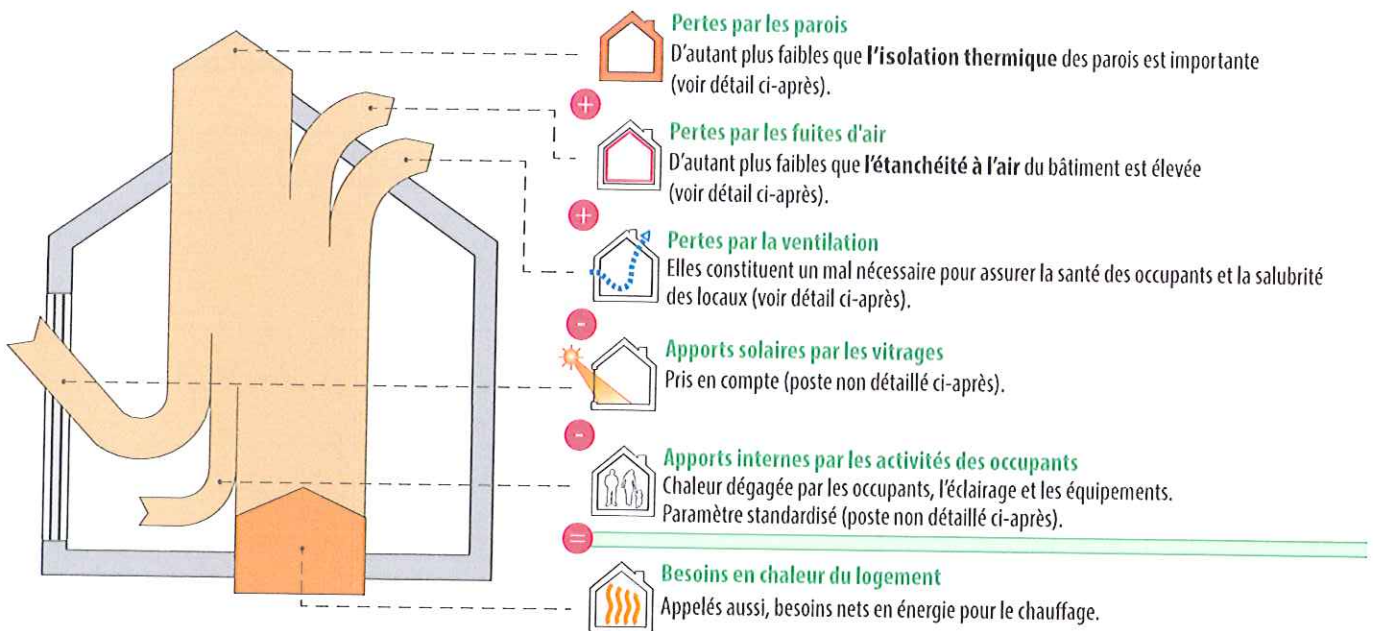 Pertes par les parois
D'autant plus faibles que l'isolation thermique des parois est importante
(voir détail ci-après).
+
Pertes par les fuites d'air
D'autant plus faibles que l'étanchéité à l'air du bâtiment est élevée
(voir détail ci-après).
+
Pertes par la ventilation
Elles constituent un mal nécessaire pour assurer la santé des occupants et la salubrité
des locaux (voir détail ci-après).
-
Apports solaires par les vitrages
Pris en compte (poste non détaillé ci-après).
-
Apports internes par les activités des occupants
Chaleur dégagée par les occupants, l'éclairage et les équipements.
Paramètre standardisé (poste non détaillé ci-après).
=
Besoins en chaleur du logement
Appelés aussi, besoins nets en énergie pour le chauffage.